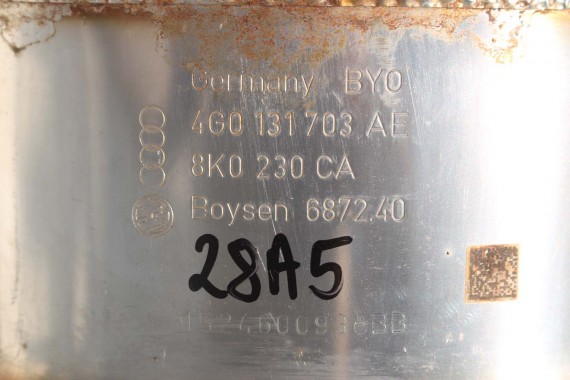 Germany BYO
4G0 131 703 AE
8K0 230 CA
Boysen 6872.40
28A5